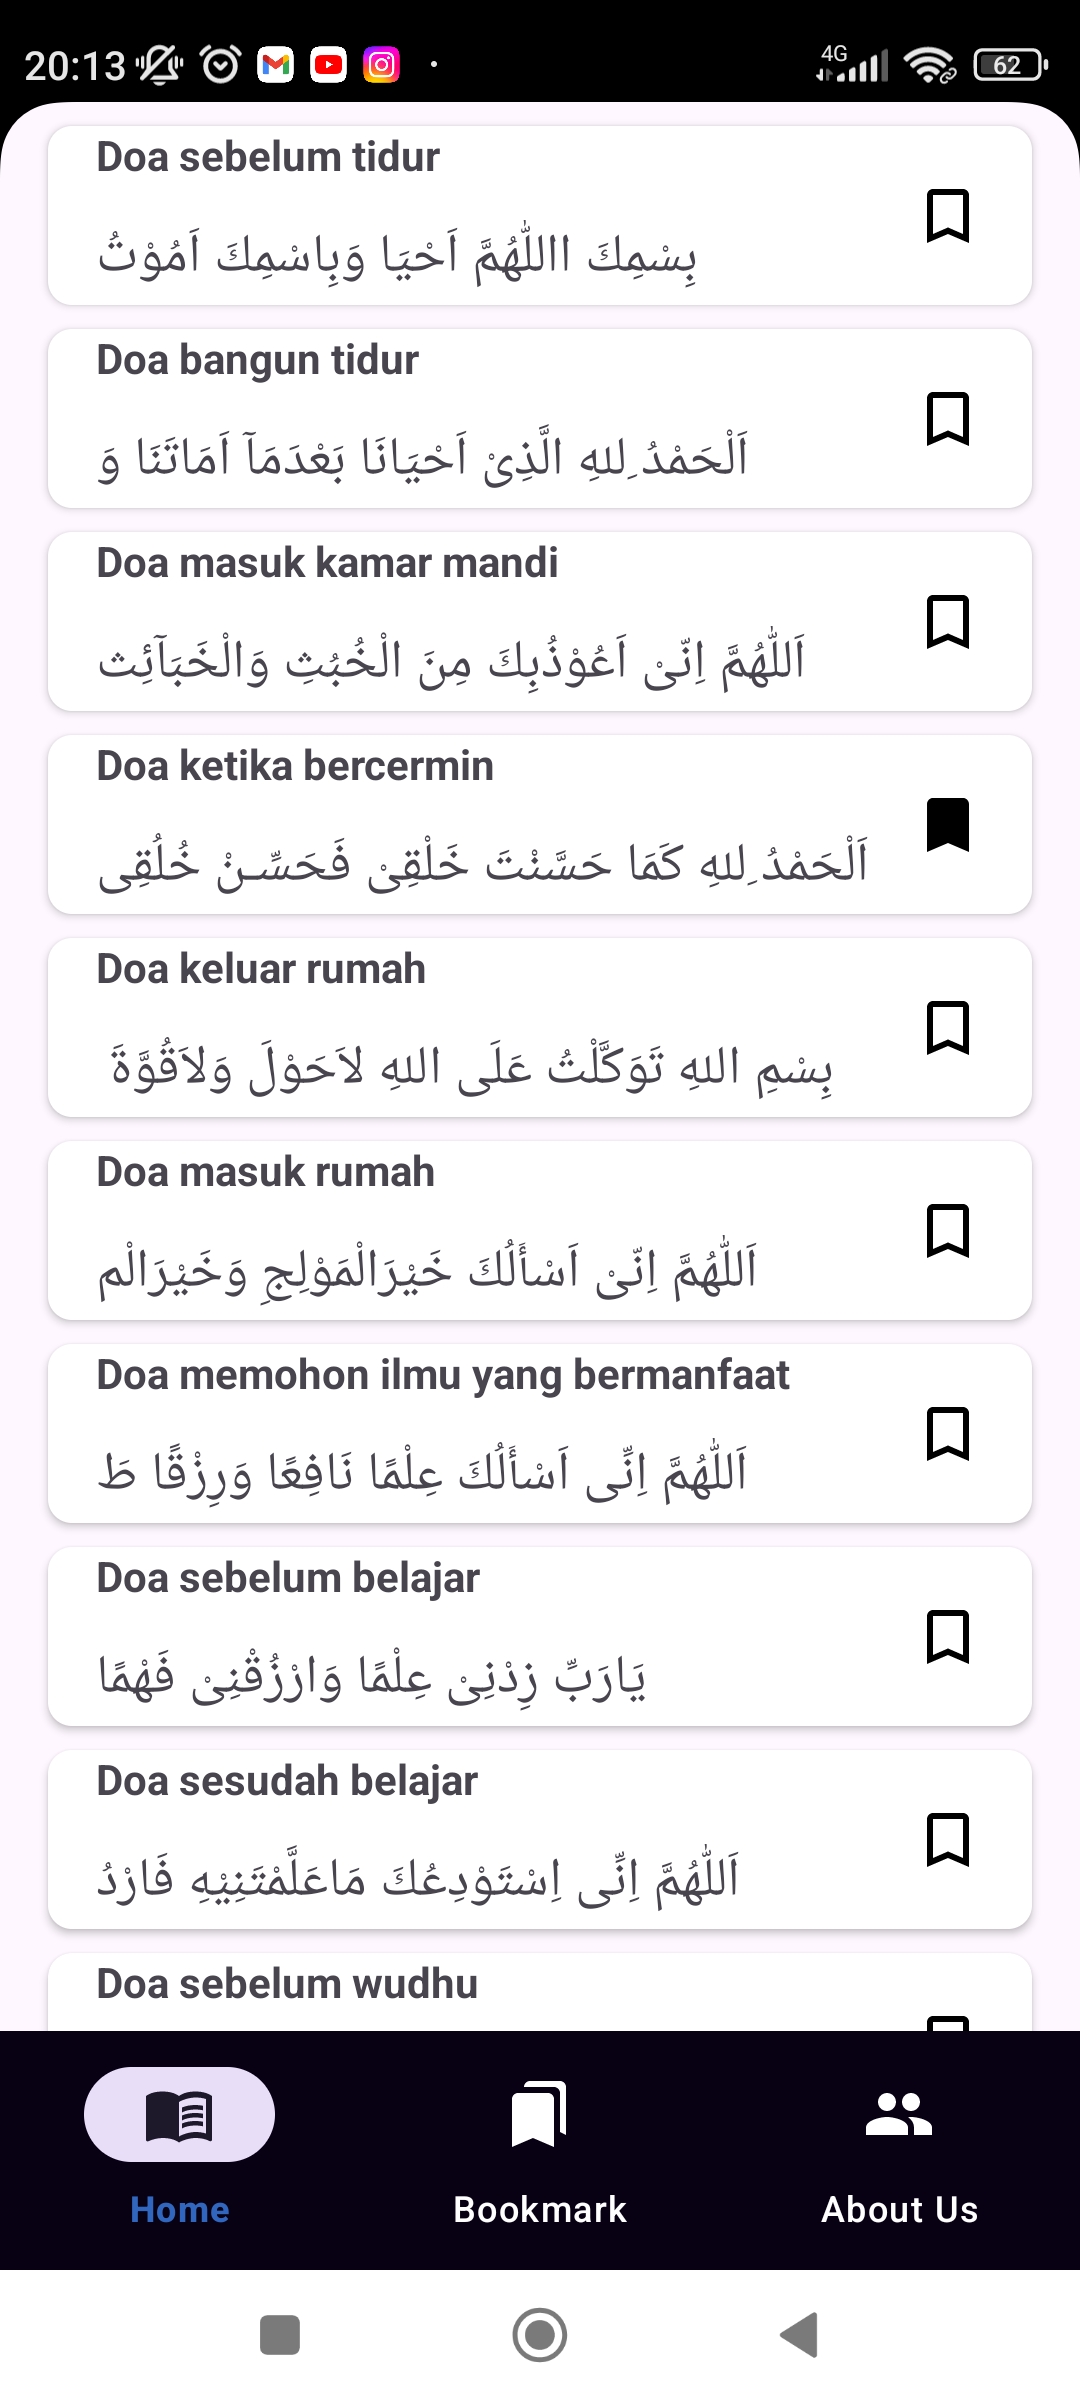 20:13
4G
62
Doa sebelum tidur
بِسْمِكَ االلّٰهُمَّ اَحْيَا وَبِاسْمِكَ اَمُوْتُ
Doa bangun tidur
اَلْحَمْدُ ِللهِ الَّذِىْ اَحْيَانَا بَعْدَمَآ اَمَاتَنَا وَ
Doa masuk kamar mandi
اَللّٰهُمَّ اِنّىْ اَعُوْذُبِكَ مِنَ الْخُبُثِ وَالْخَبَآئِث
Doa ketika bercermin
اَلْحَمْدُ ِللهِ كَمَا حَسَّنْتَ خَلْقِىْ فَحَسِّـنْ خُلُقِى
Doa keluar rumah
بِسْمِ اللهِ تَوَكَّلْتُ عَلَى اللهِ لاَحَوْلَ وَلاَقُوَّةَ
Doa masuk rumah
اَللّٰهُمَّ اِنّىْ اَسْأَلُكَ خَيْرَالْمَوْلِجِ وَخَيْرَالْم
Doa memohon ilmu yang bermanfaat
اَللّٰهُمَّ اِنِّى اَسْأَلُكَ عِلْمًا نَافِعًا وَرِزْقًا طَ
Doa sebelum belajar
يَارَبِّ زِدْنِىْ عِلْمًا وَارْزُقْنِىْ فَهْمًا
Doa sesudah belajar
اَللّٰهُمَّ اِنِّى اِسْتَوْدِعُكَ مَاعَلَّمْتَنِيْهِ فَارْدُ
Doa sebelum wudhu
Home
Bookmark
About Us